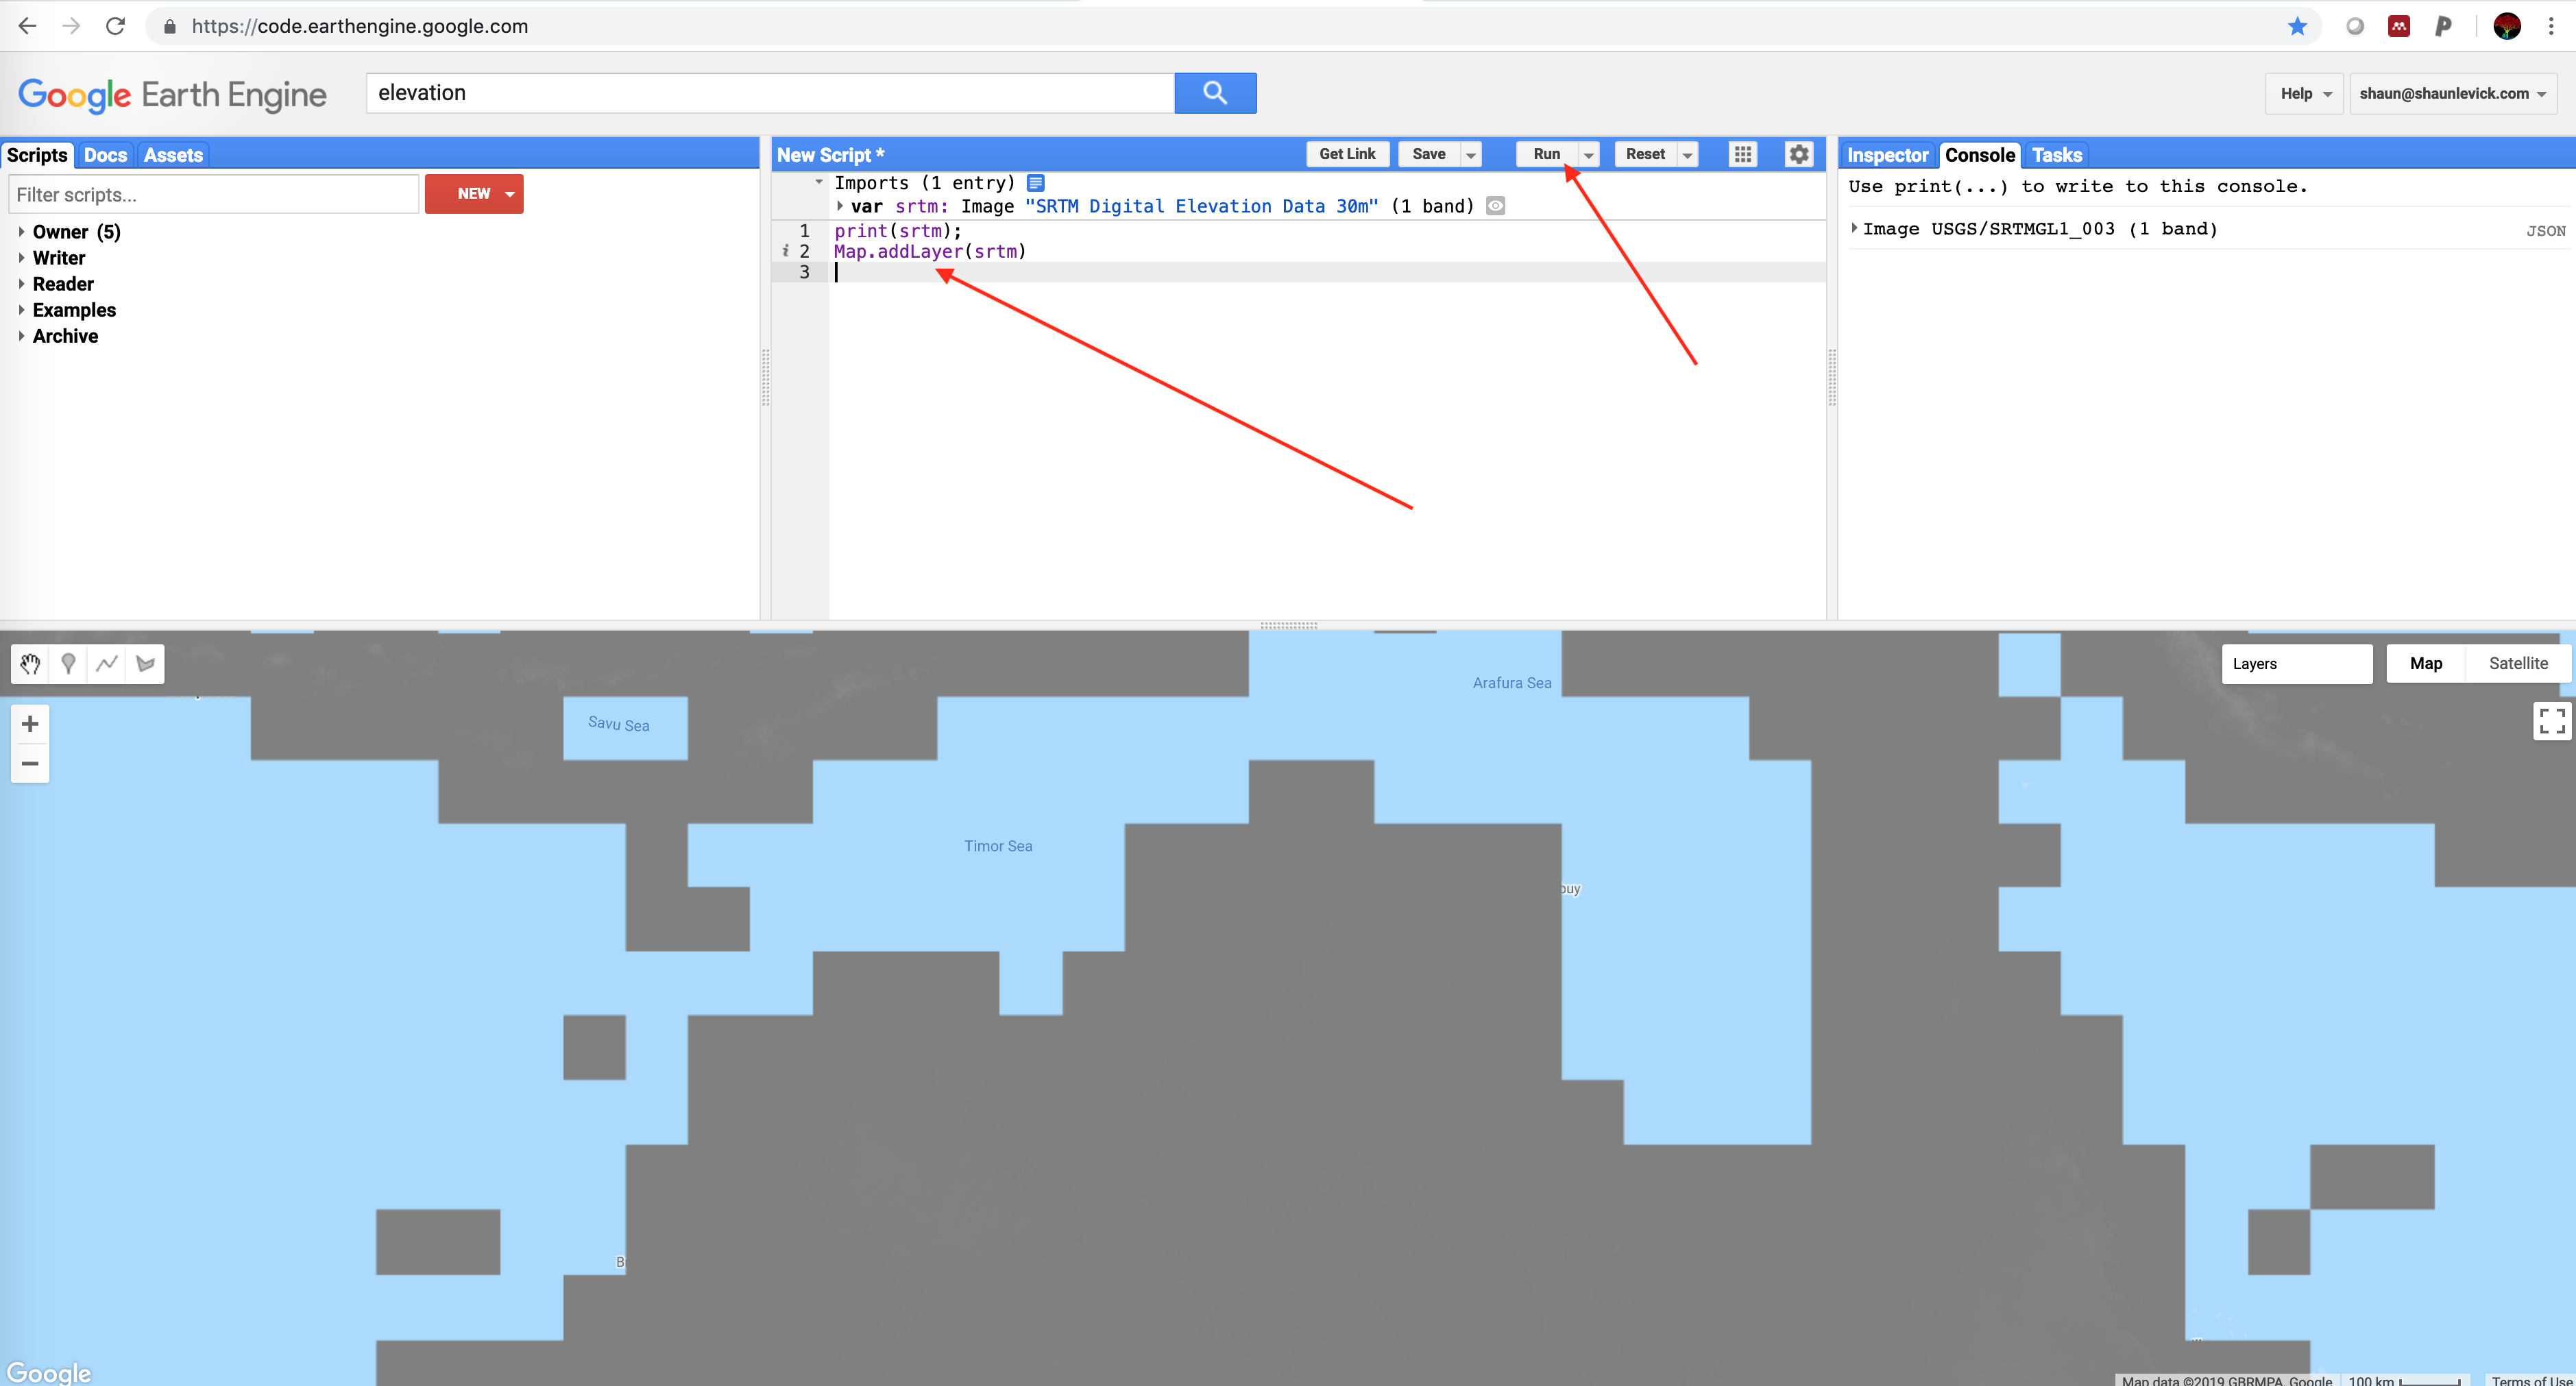 https://code.earthengine.google.com
Google Earth Engine
elevation
Help
shaun@shaunlevick.com
Scripts Docs Assets
New Script *
Get Link Save Run Reset
Inspector Console Tasks
Filter scripts...
NEW
Owner (5)
Writer
Reader
Examples
Archive
Imports (1 entry)
var srtm: Image "SRTM Digital Elevation Data 30m" (1 band)
1 print(srtm);
i 2 Map.addLayer(srtm)
3
Use print(...) to write to this console.
Image USGS/SRTMGL1_003 (1 band) JSON
Layers
Map Satellite
Arafura Sea
Savu Sea
Timor Sea
buy
B
Google
Map data ©2019 GBRMPA, Google 100 km Terms of Use